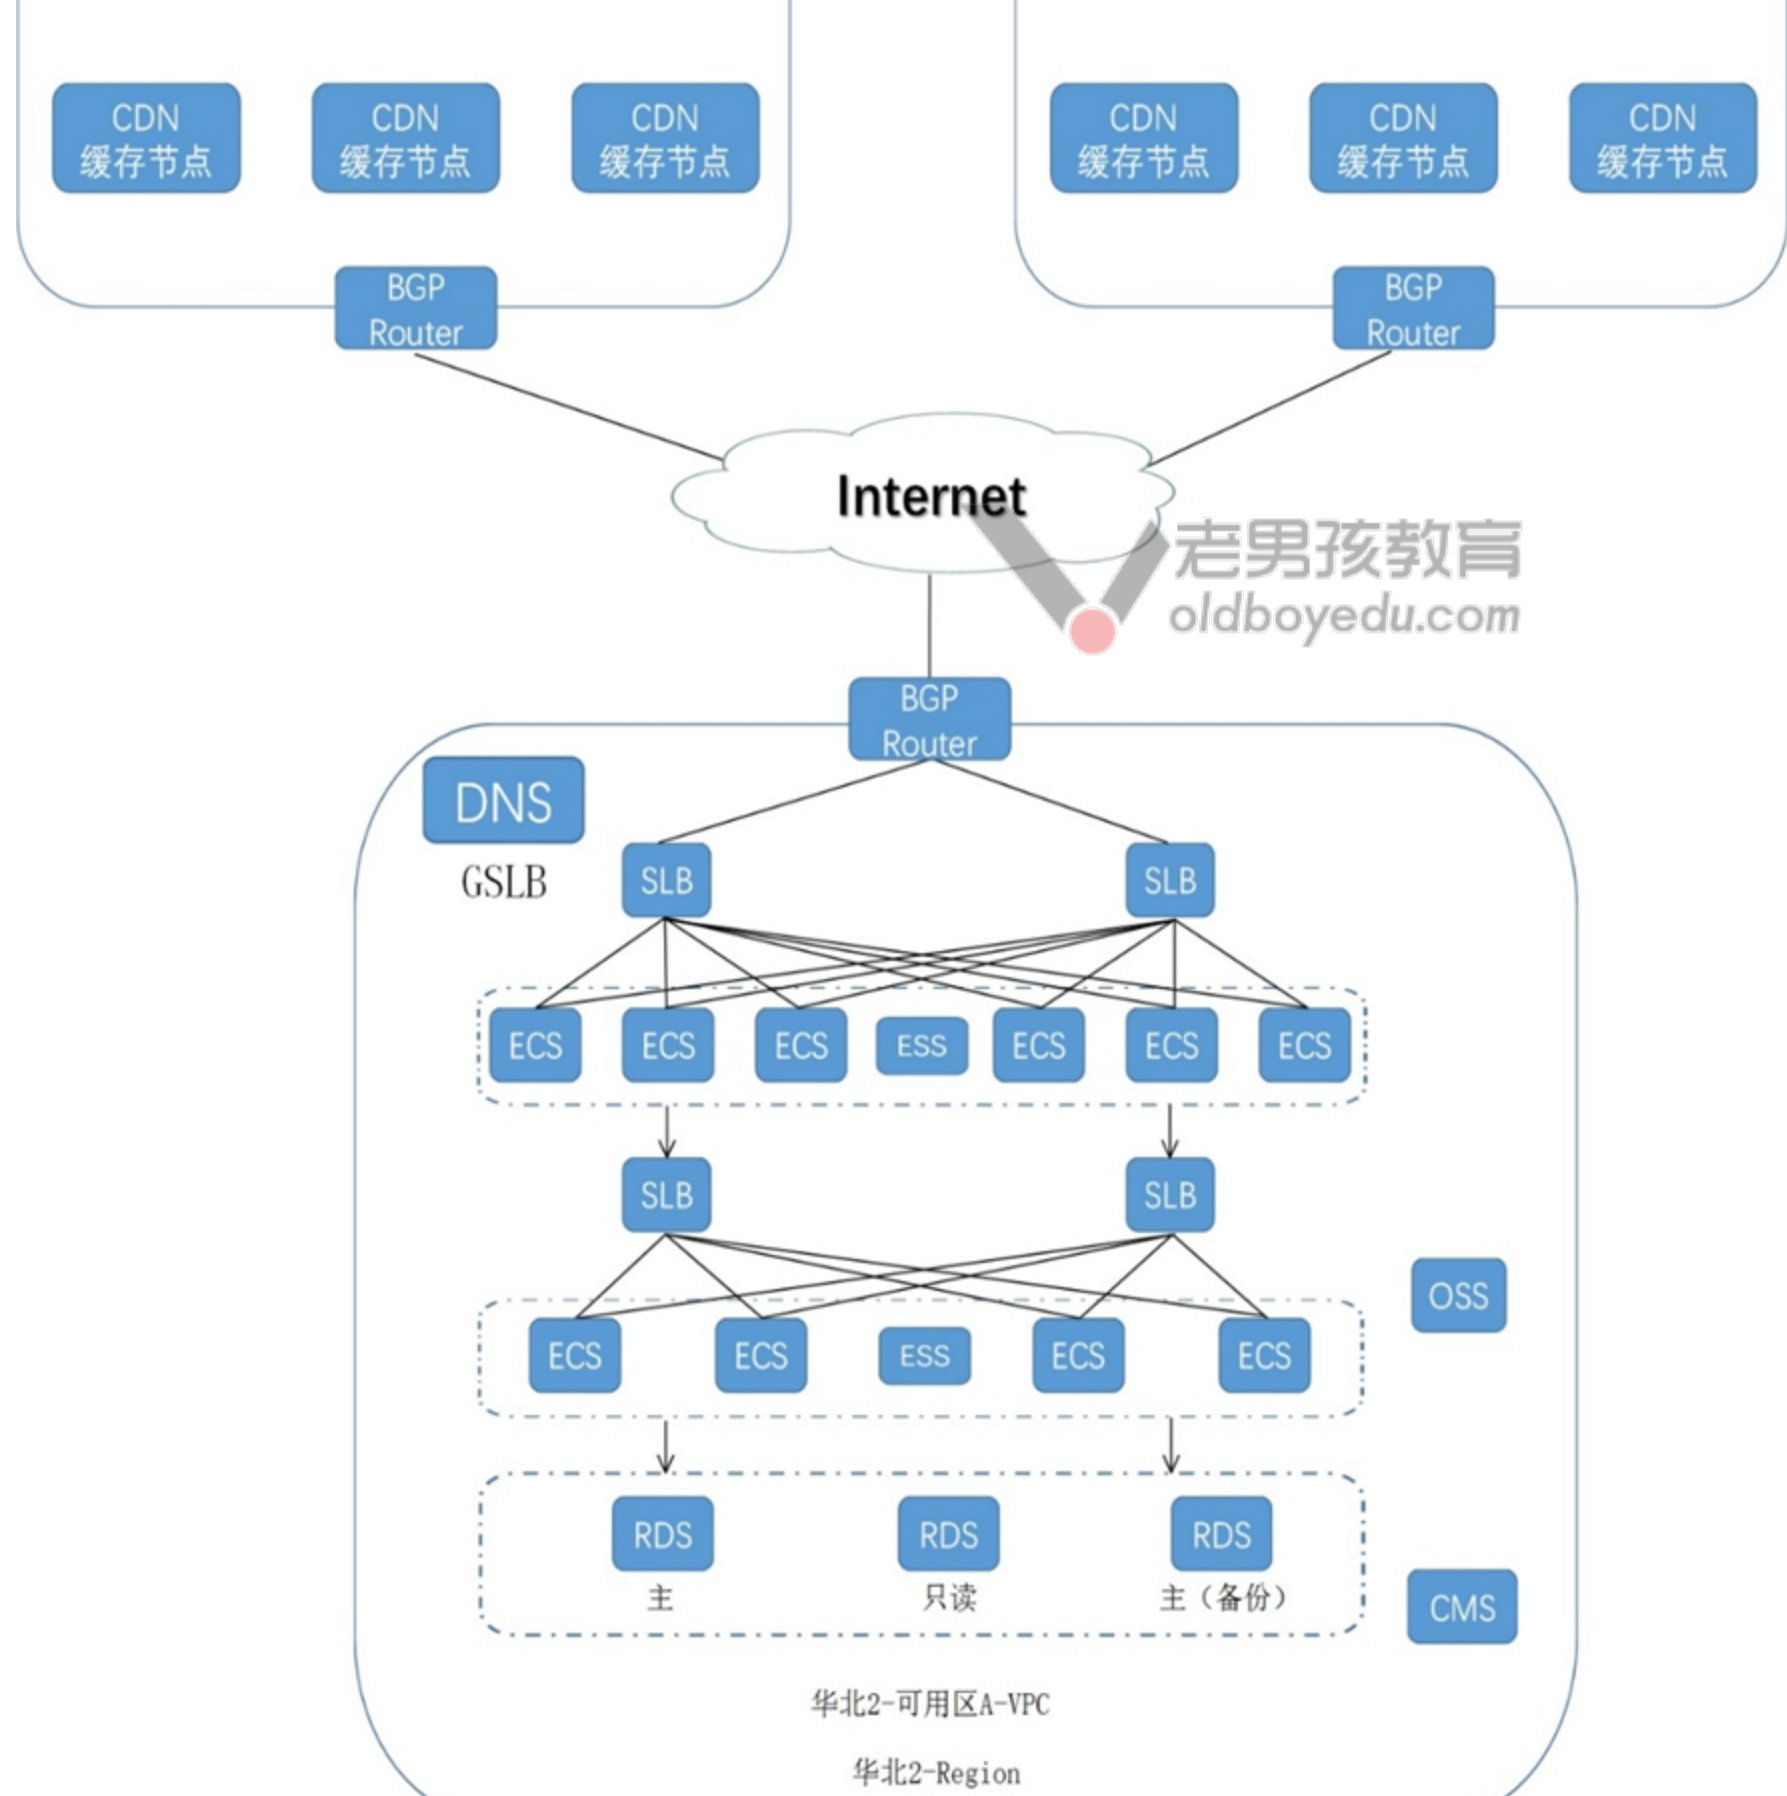 CDN
缓存节点
CDN
缓存节点
CDN
缓存节点
CDN
缓存节点
CDN
缓存节点
CDN
缓存节点
BGP
Router
BGP
Router
Internet
老男孩教育
oldboyedu.com
BGP
Router
DNS
GSLB
SLB
SLB
ECS
ECS
ECS
ESS
ECS
ECS
ECS
SLB
SLB
OSS
ECS
ECS
ESS
ECS
ECS
RDS
RDS
RDS
主
只读
主（备份）
CMS
华北2-可用区A-VPC
华北2-Region